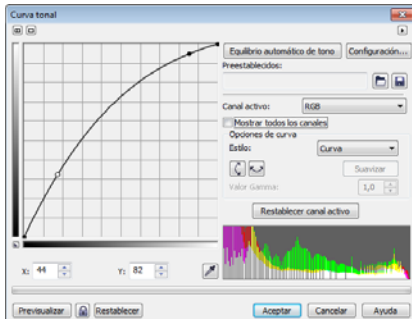 Curva tonal
Equilibrio automático de tono Configuración...
Preestablecidos:
Canal activo: RGB
Mostrar todos los canales
Opciones de curva
Estilo: Curva
Suavizar
Valor Gamma: 1,0
Restablecer canal activo
X: 44 Y: 82
Previsualizar Restablecer Aceptar Cancelar Ayuda